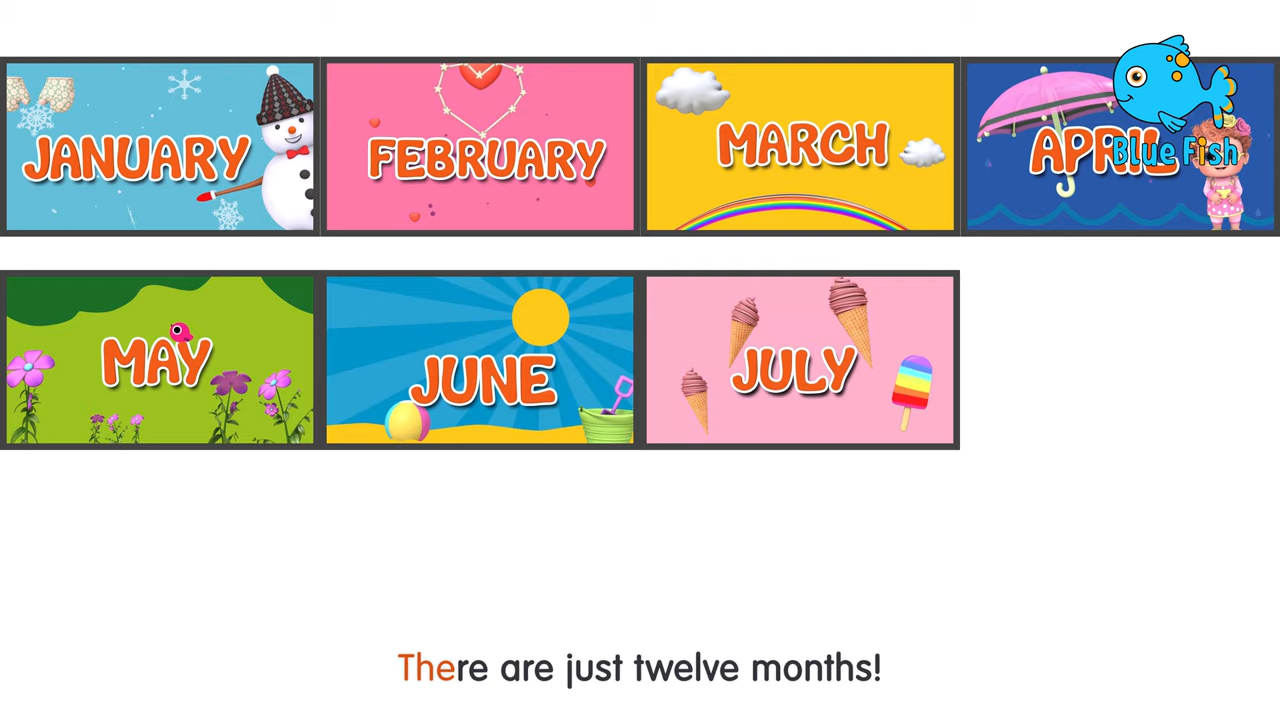 JANUARY
FEBRUARY
MARCH
APRIL
Blue Fish
MAY
JUNE
JULY
There are just twelve months!